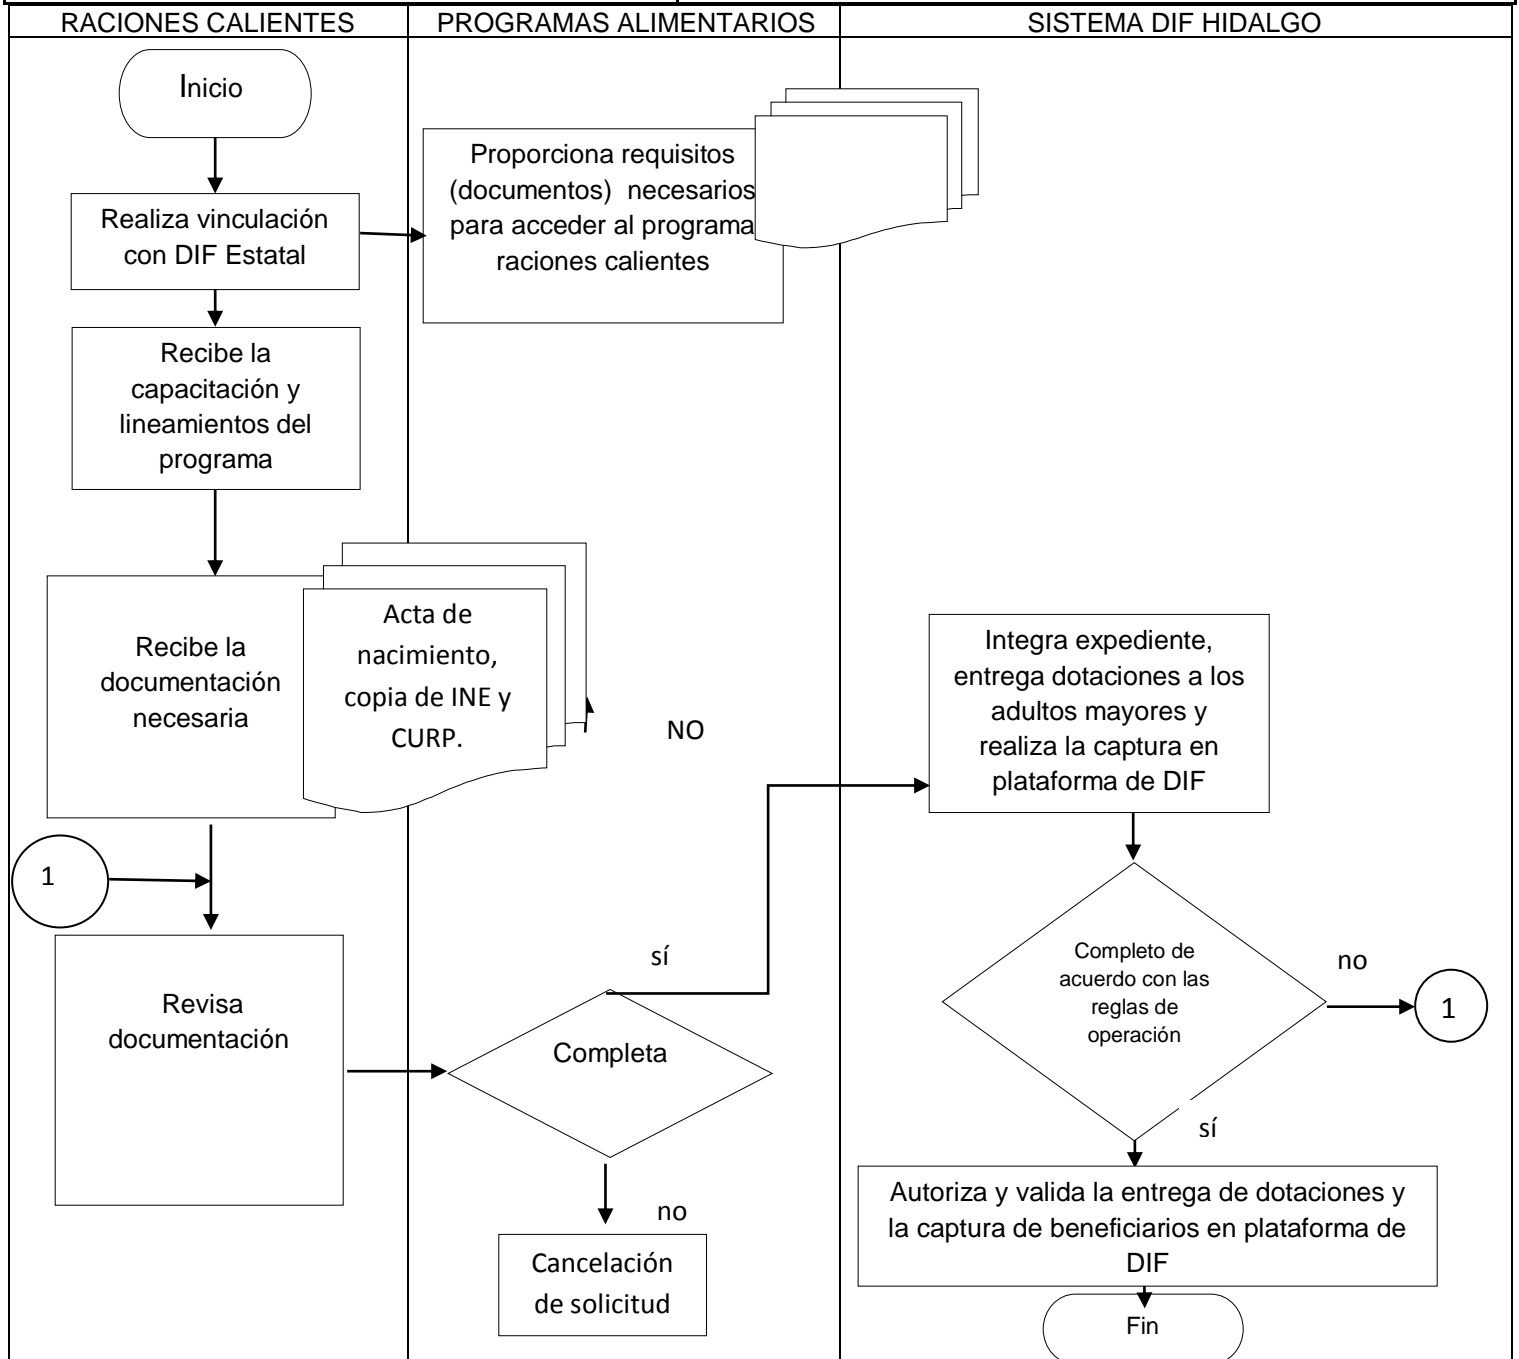 RACIONES CALIENTES
PROGRAMAS ALIMENTARIOS
SISTEMA DIF HIDALGO
Inicio
Realiza vinculación
con DIF Estatal
Proporciona requisitos
(documentos) necesarios
para acceder al programa
raciones calientes
Recibe la
capacitación y
lineamientos del
programa
Recibe la
documentación
necesaria
Acta de
nacimiento,
copia de INE y
CURP.
NO
Integra expediente,
entrega dotaciones a los
adultos mayores y
realiza la captura en
plataforma de DIF
1
Revisa
documentación
sí
Completa
no
Cancelación
de solicitud
Completo de
acuerdo con las
reglas de
operación
no
1
sí
Autoriza y valida la entrega de dotaciones y
la captura de beneficiarios en plataforma de
DIF
Fin